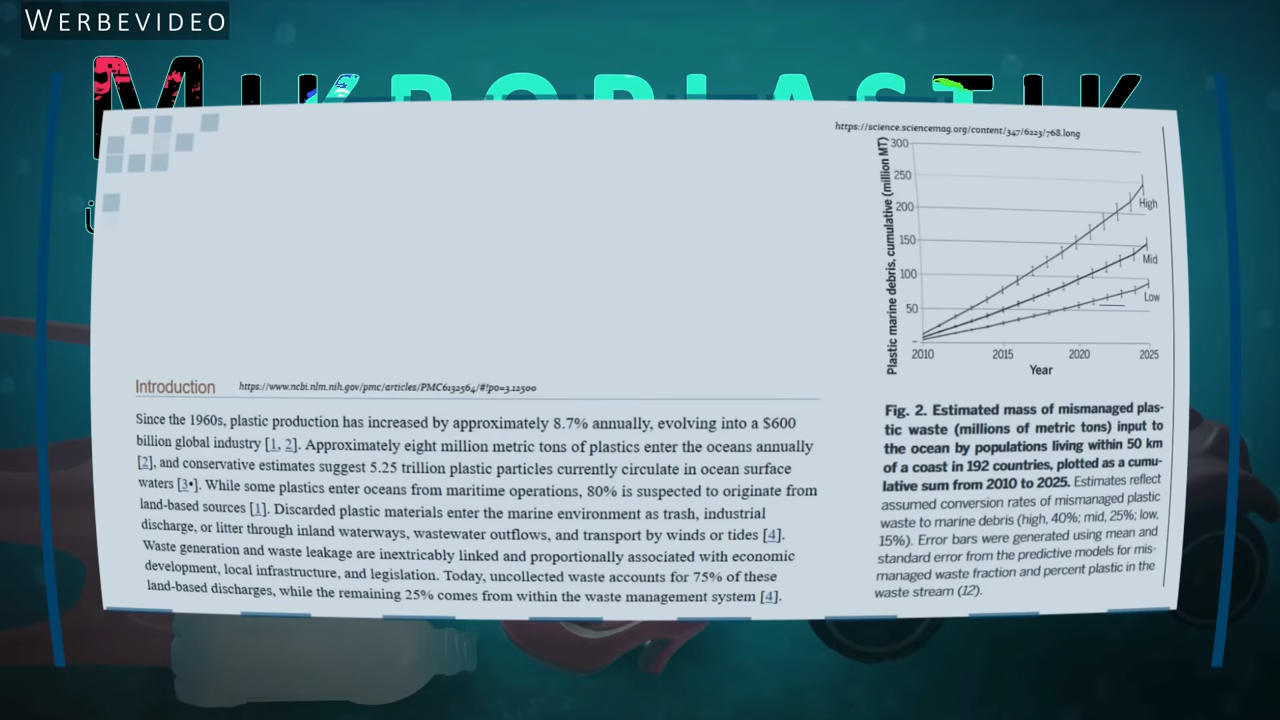 WERBEVIDEO
MIKROPLASTIK
https://science.sciencemag.org/content/347/6223/768.long
Plastic marine debris, cumulative (million MT)
300
250
200
150
100
50
–
High
Mid
Low
2010 2015 2020 2025
Year
Introduction https://www.ncbi.nlm.nih.gov/pmc/articles/PMC6132564/#!po=3.12500
Since the 1960s, plastic production has increased by approximately 8.7% annually, evolving into a $600
billion global industry [1, 2]. Approximately eight million metric tons of plastics enter the oceans annually
[2], and conservative estimates suggest 5.25 trillion plastic particles currently circulate in ocean surface
waters [3•]. While some plastics enter oceans from maritime operations, 80% is suspected to originate from
land-based sources [1]. Discarded plastic materials enter the marine environment as trash, industrial
discharge, or litter through inland waterways, wastewater outflows, and transport by winds or tides [4].
Waste generation and waste leakage are inextricably linked and proportionally associated with economic
development, local infrastructure, and legislation. Today, uncollected waste accounts for 75% of these
land-based discharges, while the remaining 25% comes from within the waste management system [4].
Fig. 2. Estimated mass of mismanaged plas-
tic waste (millions of metric tons) input to
the ocean by populations living within 50 km
of a coast in 192 countries, plotted as a cumu-
lative sum from 2010 to 2025. Estimates reflect
assumed conversion rates of mismanaged plastic
waste to marine debris (high, 40%; mid, 25%; low,
15%). Error bars were generated using mean and
standard error from the predictive models for mis-
managed waste fraction and percent plastic in the
waste stream (12).